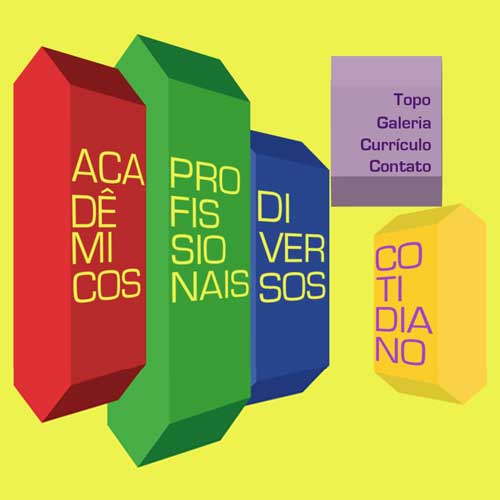 ACA
DÊ
MI
COS
PRO
FIS
SIO
NAIS
DI
VER
SOS
Topo
Galeria
Currículo
Contato
CO
TI
DIA
NO